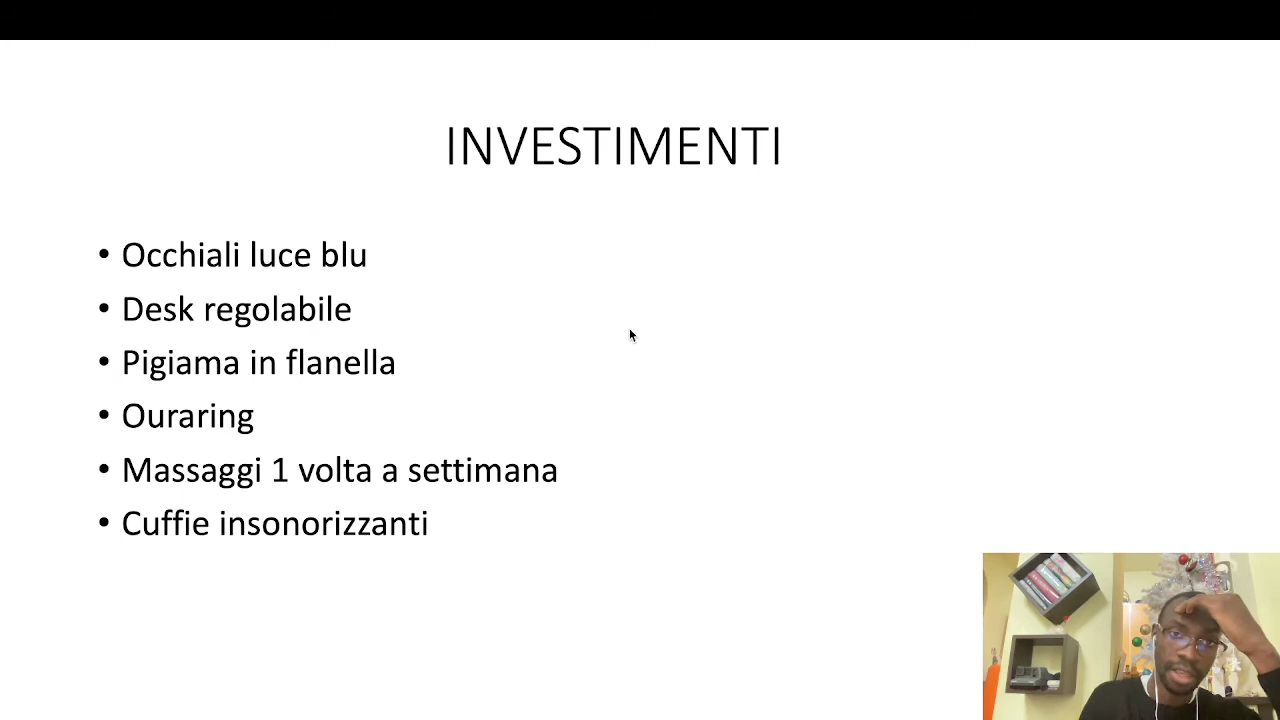 INVESTIMENTI
• Occhiali luce blu
• Desk regolabile
• Pigiama in flanella
• Ouraring
• Massaggi 1 volta a settimana
• Cuffie insonorizzanti